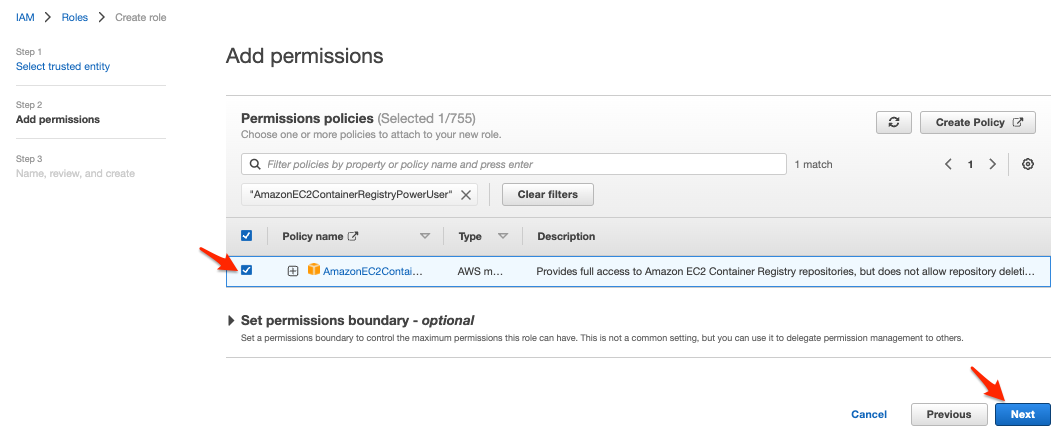 IAM > Roles > Create role
Step 1
Select trusted entity
Step 2
Add permissions
Step 3
Name, review, and create
Add permissions
Permissions policies (Selected 1/755)
Choose one or more policies to attach to your new role.
Create Policy
Filter policies by property or policy name and press enter
1 match
1
"AmazonEC2ContainerRegistryPowerUser"
Clear filters
Policy name
Type
Description
AmazonEC2Contai...
AWS m...
Provides full access to Amazon EC2 Container Registry repositories, but does not allow repository deleti...
Set permissions boundary - optional
Set a permissions boundary to control the maximum permissions this role can have. This is not a common setting, but you can use it to delegate permission management to others.
Cancel
Previous
Next